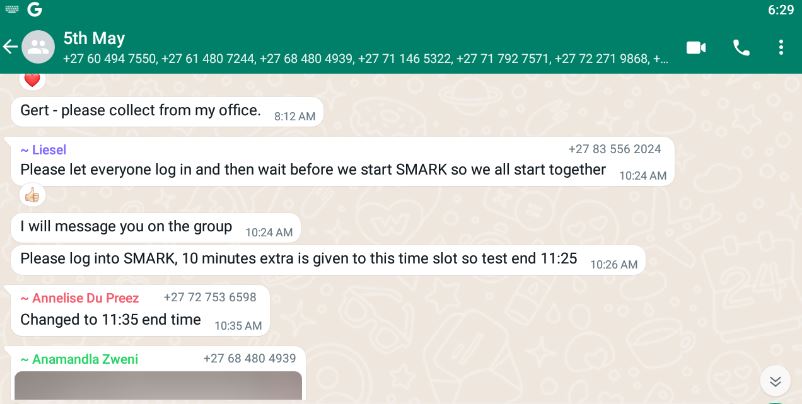 6:29
5th May
+27 60 494 7550, +27 61 480 7244, +27 68 480 4939, +27 71 146 5322, +27 71 792 7571, +27 72 271 9868, +...
Gert - please collect from my office. 8:12 AM
~ Liesel +27 83 556 2024
Please let everyone log in and then wait before we start SMARK so we all start together 10:24 AM
I will message you on the group 10:24 AM
Please log into SMARK, 10 minutes extra is given to this time slot so test end 11:25 10:26 AM
~ Annelise Du Preez +27 72 753 6598
Changed to 11:35 end time 10:35 AM
~ Anamandla Zweni +27 68 480 4939